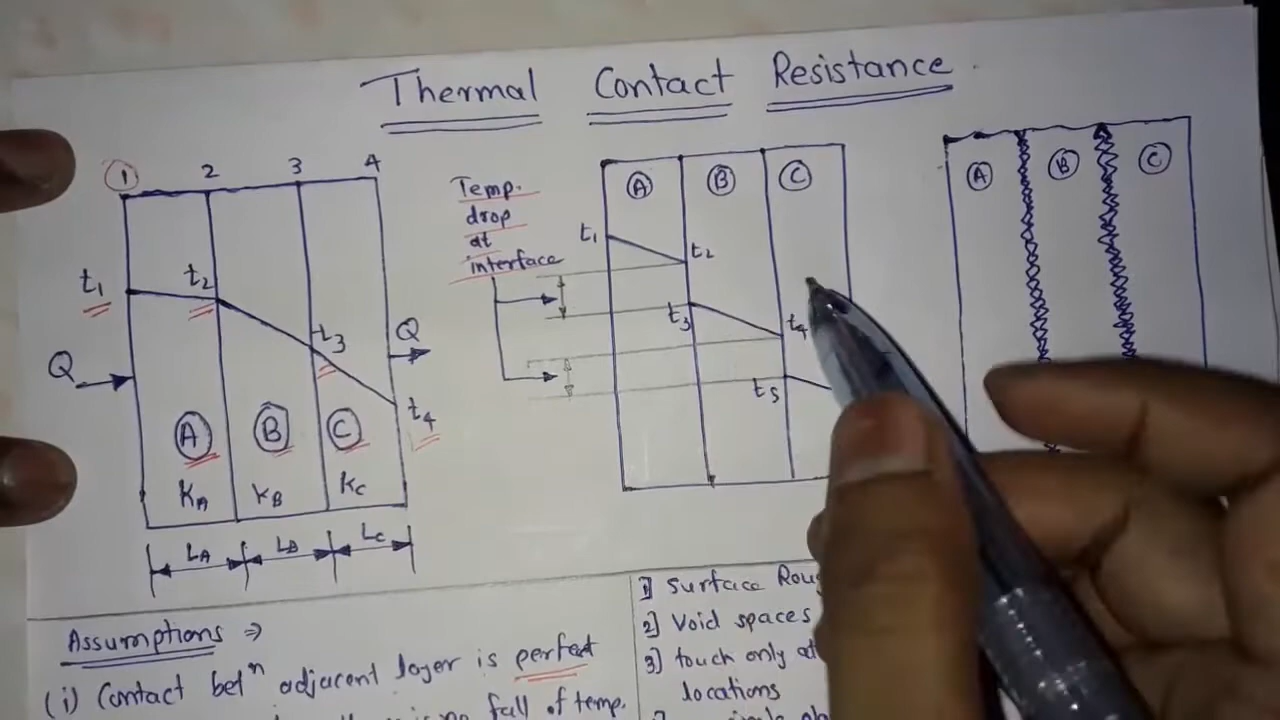 Thermal Contact Resistance
1 2 3 4
t1 t2 t3 t4
Q Q
A B C
KA KB KC
LA LB LC
Temp.
drop
at
interface
A B C
t1 t2
t3 t4
t5
A B C
Assumptions ⇒
(i) Contact betⁿ adjacent layer is perfect
fall of temp.
1] Surface
2] Void spaces
3] touch only
locations